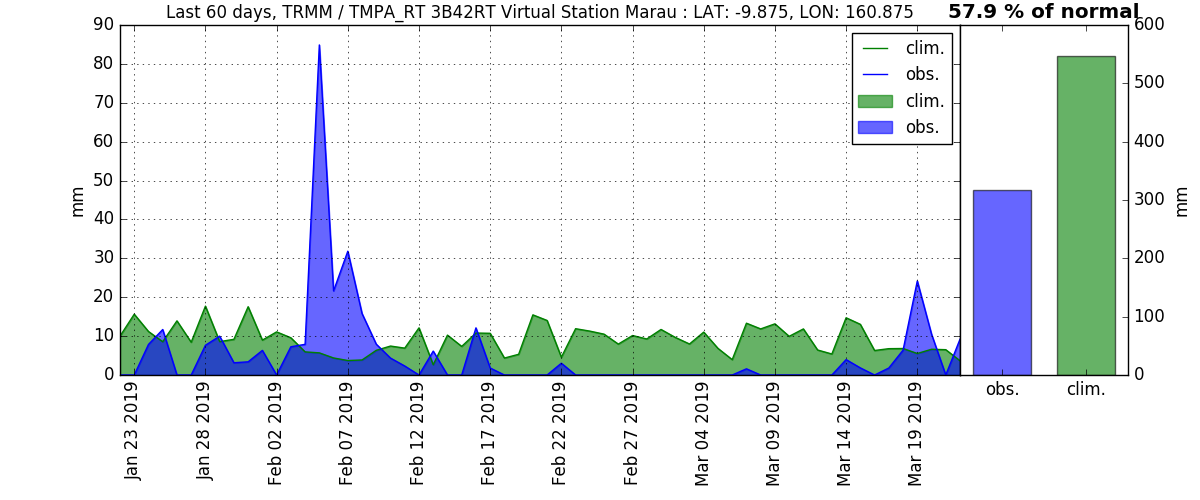 Last 60 days, TRMM / TMPA_RT 3B42RT Virtual Station Marau : LAT: -9.875, LON: 160.875
57.9 % of normal
90
80
70
60
50
40
30
20
10
0
mm
clim.
obs.
clim.
obs.
600
500
400
300
200
100
0
mm
obs.
clim.
Jan 23 2019
Jan 28 2019
Feb 02 2019
Feb 07 2019
Feb 12 2019
Feb 17 2019
Feb 22 2019
Feb 27 2019
Mar 04 2019
Mar 09 2019
Mar 14 2019
Mar 19 2019